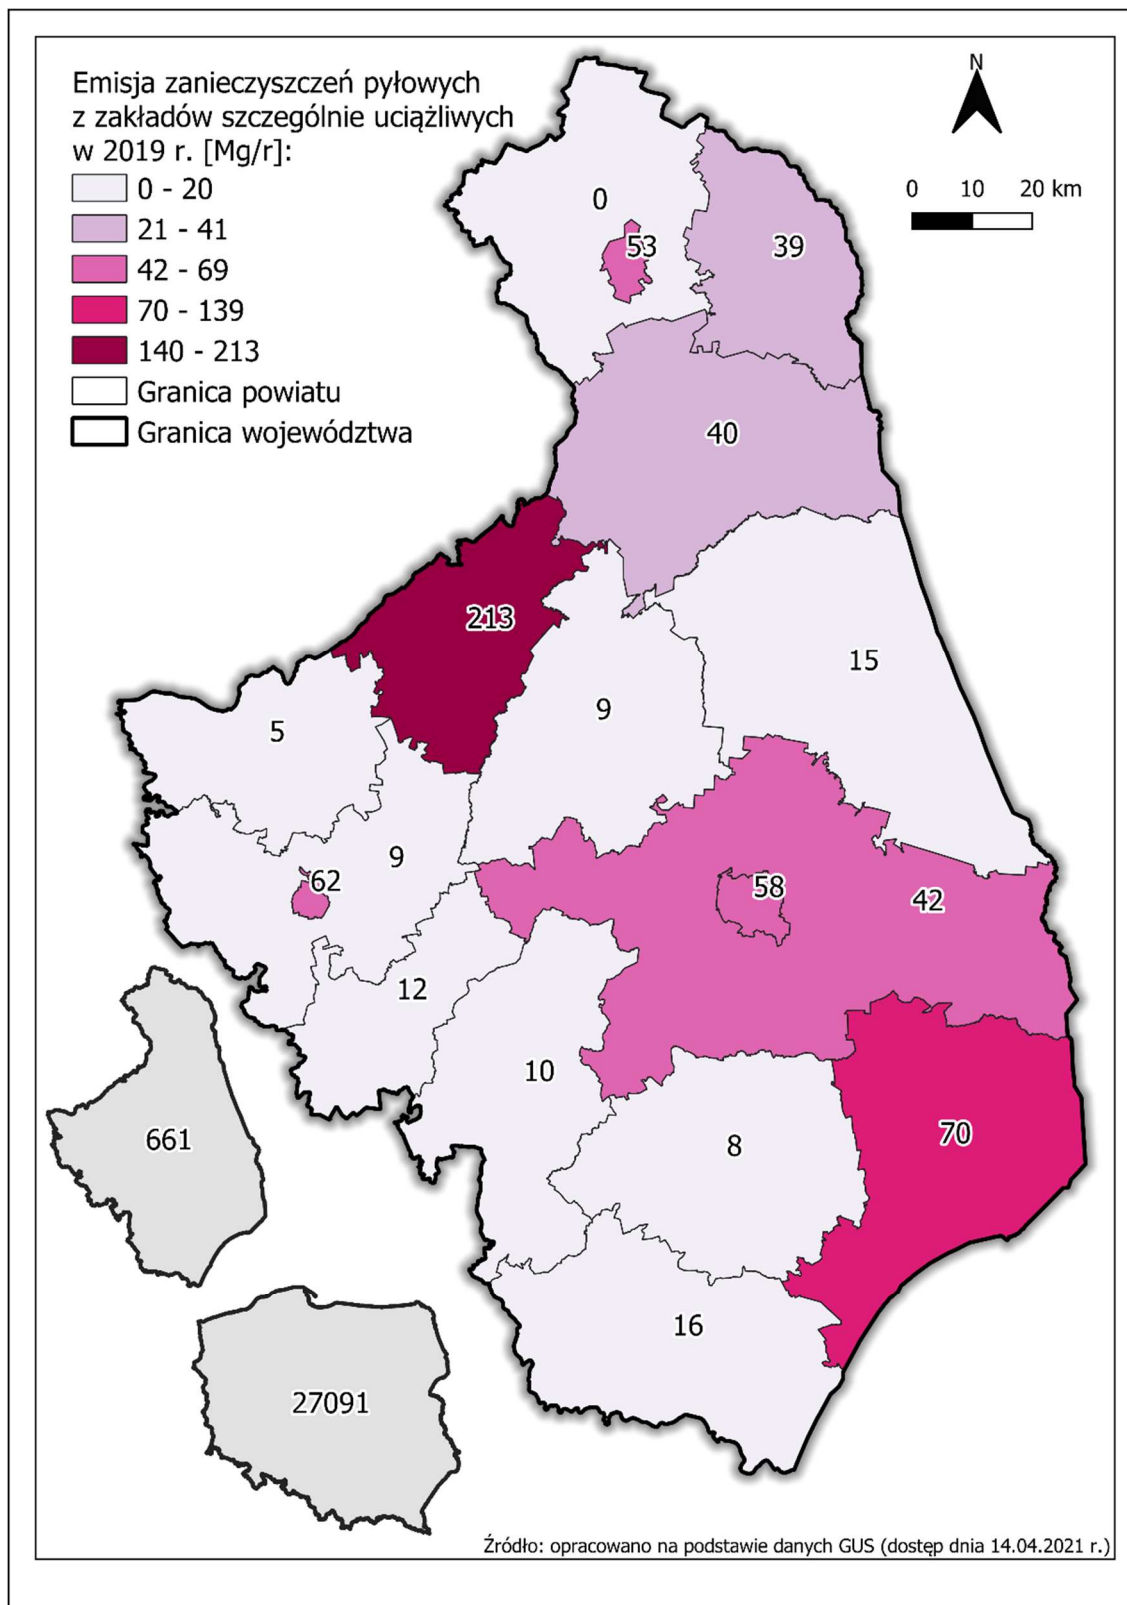 Emisja zanieczyszczeń pyłowych
z zakładów szczególnie uciążliwych
w 2019 r. [Mg/r]:
0 - 20
21 - 41
42 - 69
70 - 139
140 - 213
Granica powiatu
Granica województwa
N
0 10 20 km
0
53
39
40
213
15
9
5
9
62
58
42
12
10
8
70
16
661
27091
Źródło: opracowano na podstawie danych GUS (dostęp dnia 14.04.2021 r.)